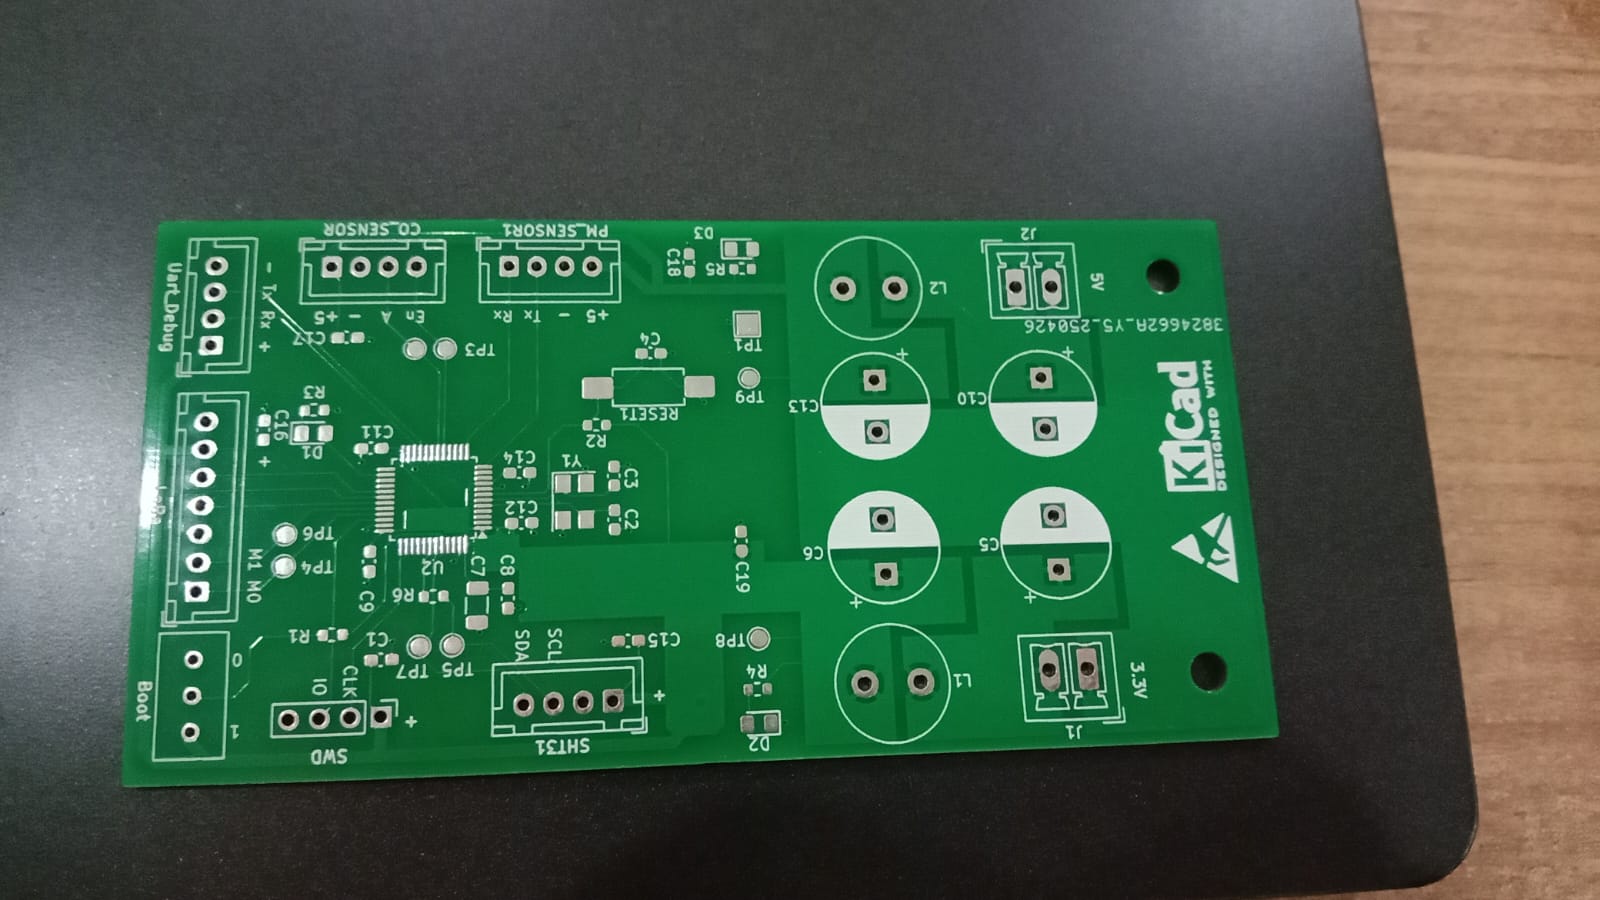 CO_SENSOR
PM_SENSOR1
D3
J2
Uart_Debug
-
Tx
Rx
+
C18
R5
L2
5V
+5 - A En
Rx Tx - +5
3824662A_Y5_250426
C17
TP3
C4
TP1
+
+
R3
TP9
C13
C10
KiCad
DESIGNED WITH
RESET1
C16
D1
C11
R2
+
C14
Y1
C3
C12
C2
TP6
M1 M0
TP4
U2
C7
C8
C6
C5
C9
R6
C19
+
+
R1
C1
TP7
TP5
SDA
SCL
C15
TP8
0
Boot
1
IO
CLK
+
+
R4
L1
3.3V
SWD
SHT31
D2
J1